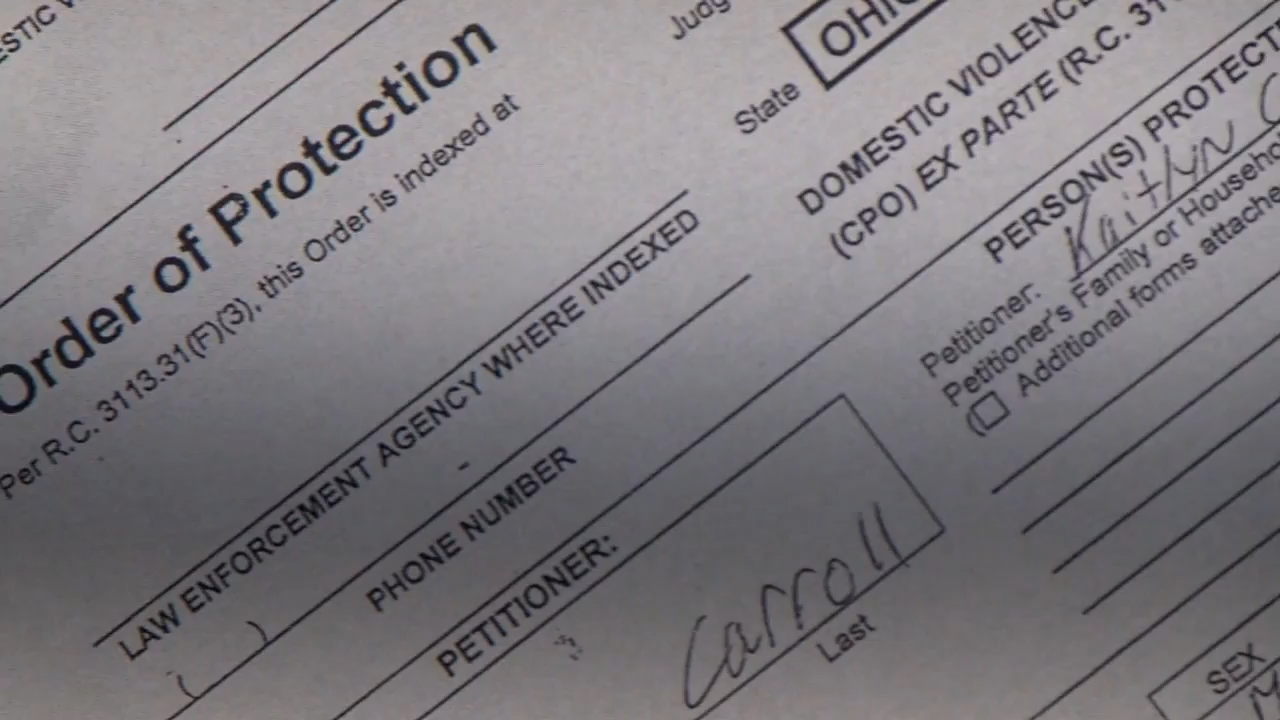 Order of Protection
Per R.C. 3113.31(F)(3), this Order is indexed at
LAW ENFORCEMENT AGENCY WHERE INDEXED
( ) -
PHONE NUMBER
PETITIONER:
Carroll
Last
State OHIO
DOMESTIC VIOLENCE
(CPO) EX PARTE (R.C. 31
PERSON(S) PROTECT
Petitioner: Kaitlyn C
Petitioner's Family or Househo
( Additional forms attache
SEX
M